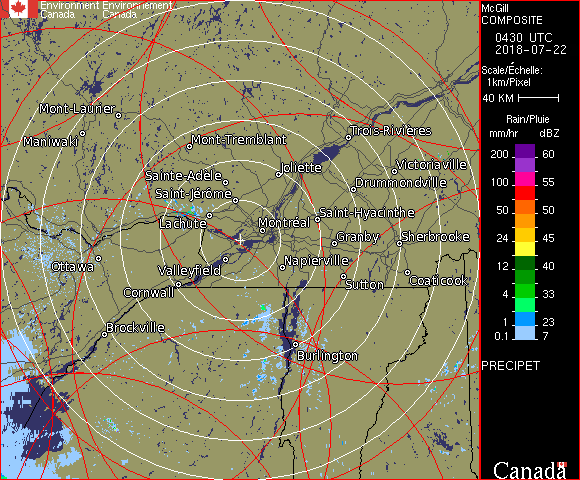 Environment Environnement
Canada Canada
McGill
COMPOSITE
0430 UTC
2018-07-22
Scale/Échelle:
1km/Pixel
40 KM
Rain/Pluie
mm/hr dBZ
200 60
57
100 55
50 50
24 45
12 40
4 33
1 23
0.1 7
PRECIPET
Canada
Mont-Laurier
Maniwaki
Mont-Tremblant
Trois-Rivières
Sainte-Adèle
Joliette
Victoriaville
Saint-Jérôme
Drummondville
Lachute
Montréal
Saint-Hyacinthe
Granby
Sherbrooke
Ottawa
Valleyfield
Napierville
Cornwall
Sutton
Coaticook
Brockville
Burlington